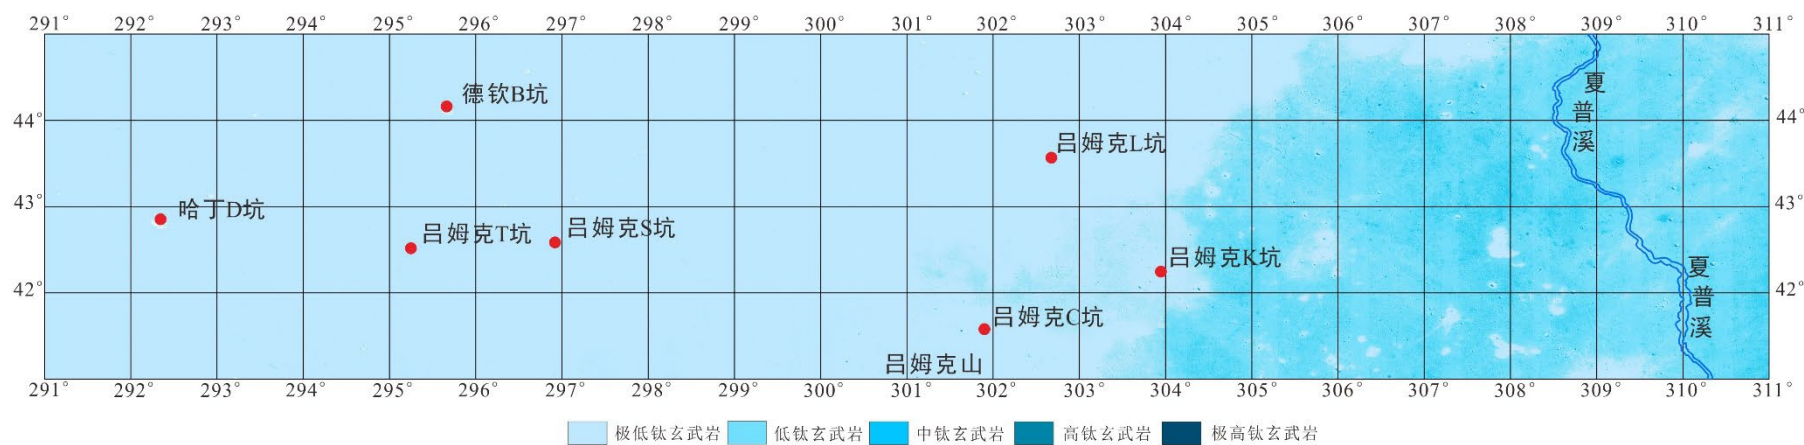 291° 292° 293° 294° 295° 296° 297° 298° 299° 300° 301° 302° 303° 304° 305° 306° 307° 308° 309° 310° 311°
夏普溪
德钦B坑
44° 44°
吕姆克L坑
43° 43°
哈丁D坑
吕姆克T坑
吕姆克S坑
吕姆克K坑
夏普溪
42° 42°
吕姆克C坑
吕姆克山
41° 41°
291° 292° 293° 294° 295° 296° 297° 298° 299° 300° 301° 302° 303° 304° 305° 306° 307° 308° 309° 310° 311°
极低钛玄武岩 低钛玄武岩 中钛玄武岩 高钛玄武岩 极高钛玄武岩